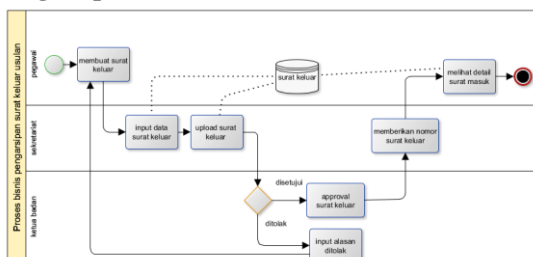 Proses bisnis pengarsipan surat keluar usulan
pegawai
membuat surat
keluar
surat keluar
melihat detail
surat masuk
sekretariat
input data
surat keluar
upload surat
keluar
memberikan nomor
surat keluar
ketua badan
disetujui
approval
surat keluar
ditolak
input alasan
ditolak